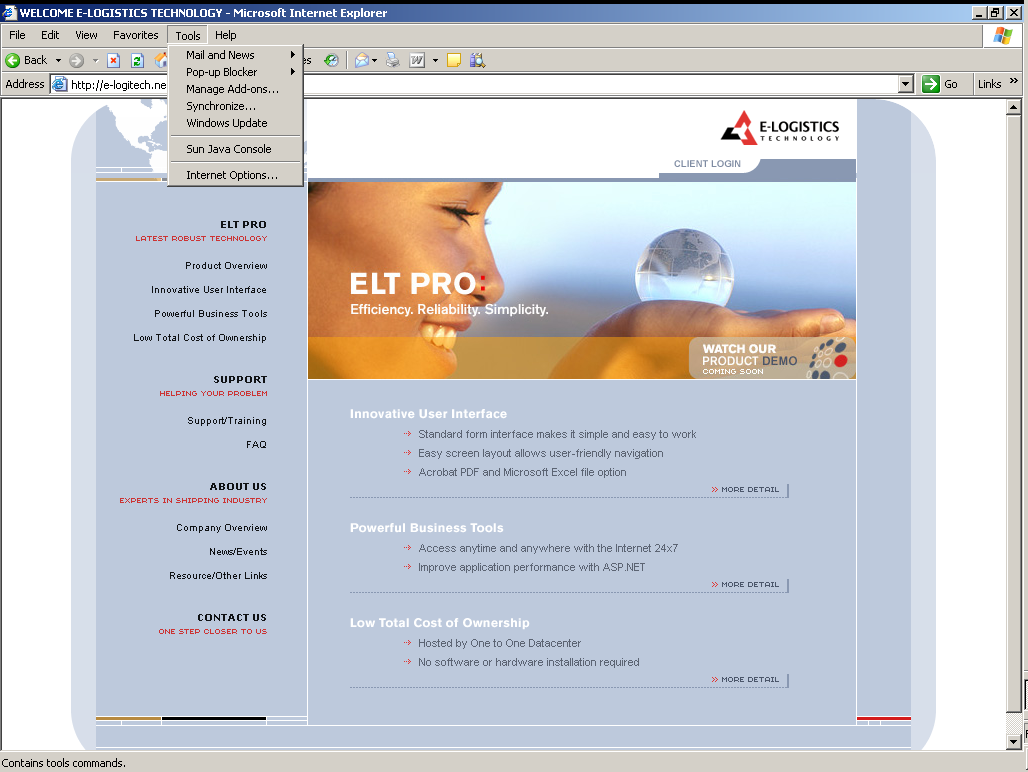 WELCOME E-LOGISTICS TECHNOLOGY - Microsoft Internet Explorer
File Edit View Favorites Tools Help
Back
Address http://e-logitech.ne
Go Links »
Mail and News
Pop-up Blocker
Manage Add-ons...
Synchronize...
Windows Update
Sun Java Console
Internet Options...
E-LOGISTICS
TECHNOLOGY
CLIENT LOGIN
ELT PRO
LATEST ROBUST TECHNOLOGY
Product Overview
Innovative User Interface
Powerful Business Tools
Low Total Cost of Ownership
SUPPORT
HELPING YOUR PROBLEM
Support/Training
FAQ
ABOUT US
EXPERTS IN SHIPPING INDUSTRY
Company Overview
News/Events
Resource/Other Links
CONTACT US
ONE STEP CLOSER TO US
ELT PRO:
Efficiency. Reliability. Simplicity.
WATCH OUR
PRODUCT DEMO
COMING SOON
Innovative User Interface
Standard form interface makes it simple and easy to work
Easy screen layout allows user-friendly navigation
Acrobat PDF and Microsoft Excel file option
» MORE DETAIL
Powerful Business Tools
Access anytime and anywhere with the Internet 24x7
Improve application performance with ASP.NET
» MORE DETAIL
Low Total Cost of Ownership
Hosted by One to One Datacenter
No software or hardware installation required
» MORE DETAIL
Contains tools commands.